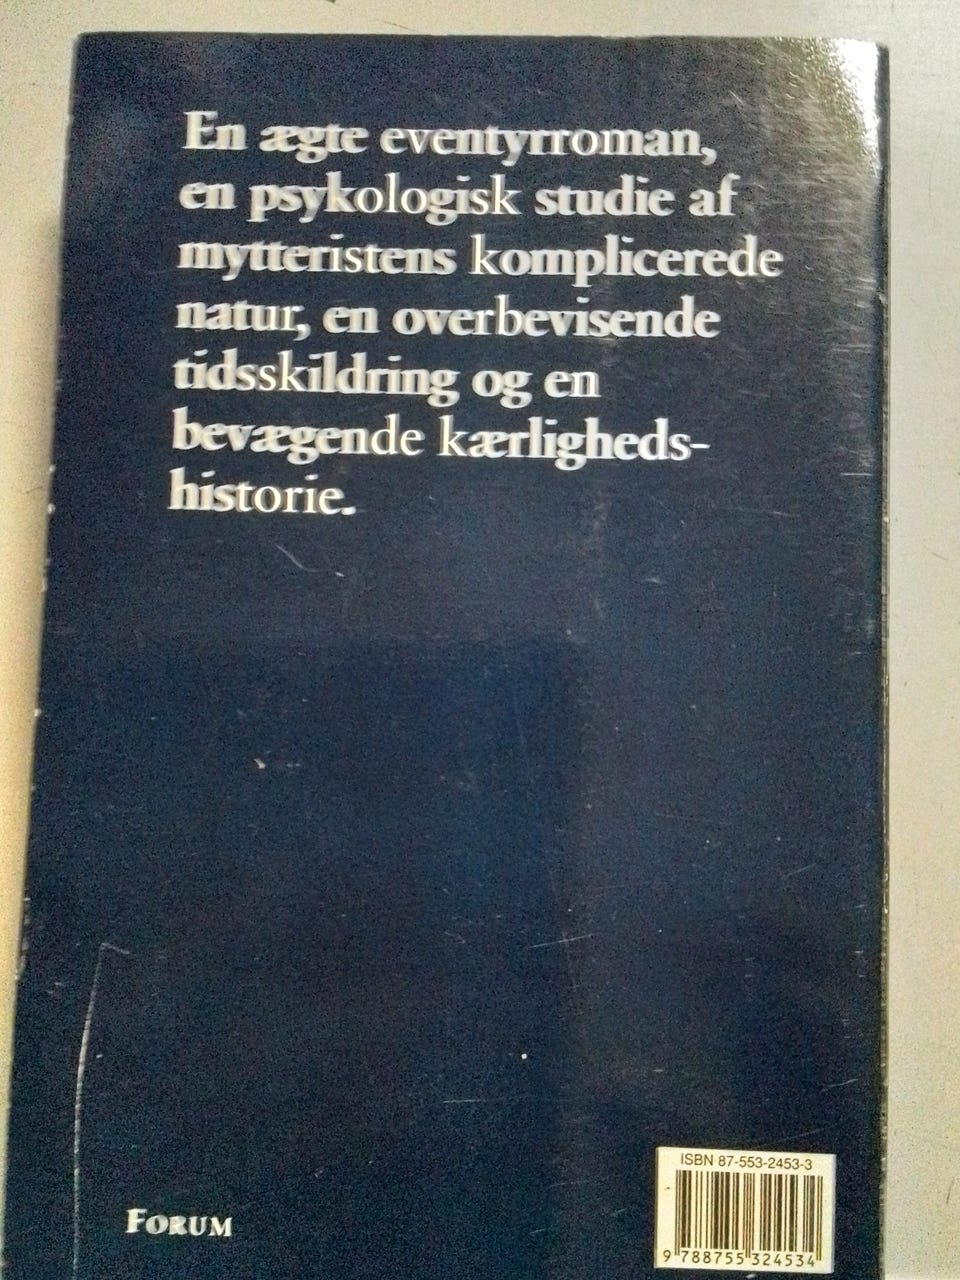 En ægte eventyrroman,
en psykologisk studie af
mytteristens komplicerede
natur, en overbevisende
tidsskildring og en
bevægende kærligheds-
historie.
FORUM
ISBN 87-553-2453-3
9 788755 324534